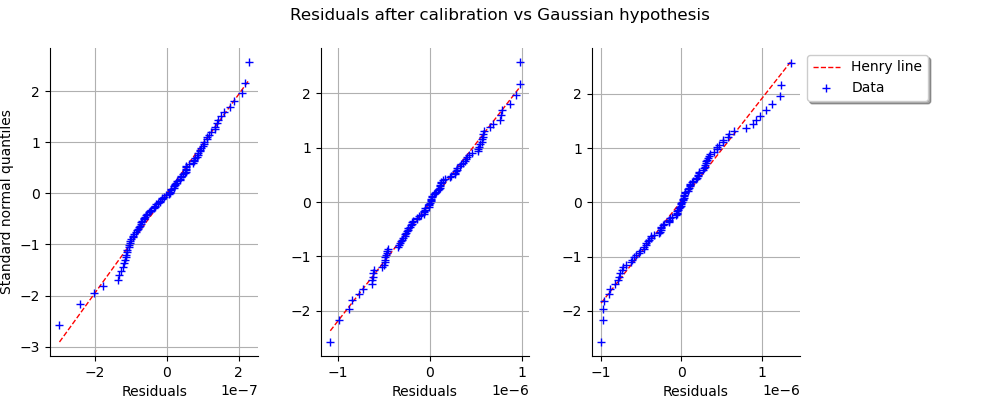 Residuals after calibration vs Gaussian hypothesis
Standard normal quantiles
2
1
0
−1
−2
−3
−2
0
2
1e−7
Residuals
2
1
0
−1
−2
−1
0
1
1e−6
Residuals
2
1
0
−1
−2
−1
0
1
1e−6
Residuals
Henry line
Data